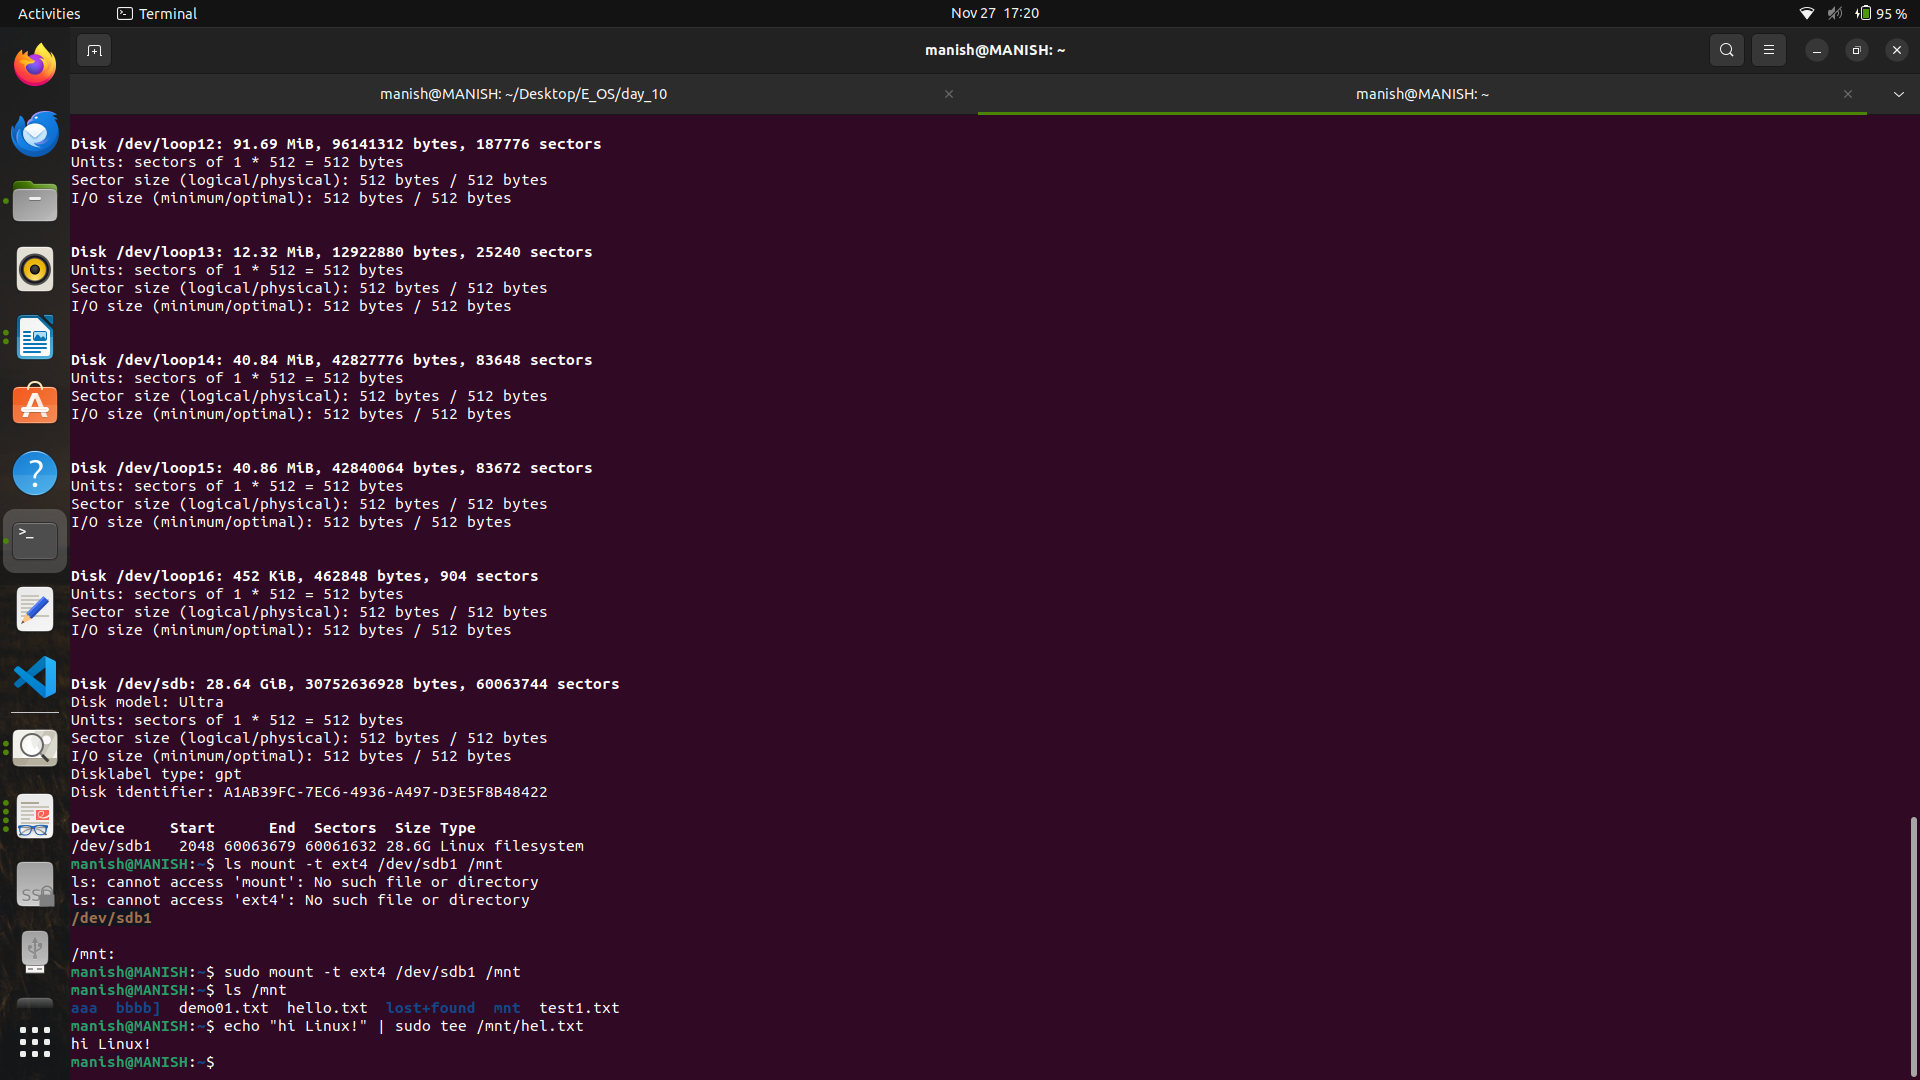 Activities Terminal Nov 27 17:20 95 %
manish@MANISH: ~
manish@MANISH: ~/Desktop/E_OS/day_10 manish@MANISH: ~
Disk /dev/loop12: 91.69 MiB, 96141312 bytes, 187776 sectors
Units: sectors of 1 * 512 = 512 bytes
Sector size (logical/physical): 512 bytes / 512 bytes
I/O size (minimum/optimal): 512 bytes / 512 bytes
Disk /dev/loop13: 12.32 MiB, 12922880 bytes, 25240 sectors
Units: sectors of 1 * 512 = 512 bytes
Sector size (logical/physical): 512 bytes / 512 bytes
I/O size (minimum/optimal): 512 bytes / 512 bytes
Disk /dev/loop14: 40.84 MiB, 42827776 bytes, 83648 sectors
Units: sectors of 1 * 512 = 512 bytes
Sector size (logical/physical): 512 bytes / 512 bytes
I/O size (minimum/optimal): 512 bytes / 512 bytes
Disk /dev/loop15: 40.86 MiB, 42840064 bytes, 83672 sectors
Units: sectors of 1 * 512 = 512 bytes
Sector size (logical/physical): 512 bytes / 512 bytes
I/O size (minimum/optimal): 512 bytes / 512 bytes
Disk /dev/loop16: 452 KiB, 462848 bytes, 904 sectors
Units: sectors of 1 * 512 = 512 bytes
Sector size (logical/physical): 512 bytes / 512 bytes
I/O size (minimum/optimal): 512 bytes / 512 bytes
Disk /dev/sdb: 28.64 GiB, 30752636928 bytes, 60063744 sectors
Disk model: Ultra
Units: sectors of 1 * 512 = 512 bytes
Sector size (logical/physical): 512 bytes / 512 bytes
I/O size (minimum/optimal): 512 bytes / 512 bytes
Disklabel type: gpt
Disk identifier: A1AB39FC-7EC6-4936-A497-D3E5F8B48422
Device     Start      End  Sectors  Size Type
/dev/sdb1   2048 60063679 60061632 28.6G Linux filesystem
manish@MANISH:~$ ls mount -t ext4 /dev/sdb1 /mnt
ls: cannot access 'mount': No such file or directory
ls: cannot access 'ext4': No such file or directory
/dev/sdb1
/mnt:
manish@MANISH:~$ sudo mount -t ext4 /dev/sdb1 /mnt
manish@MANISH:~$ ls /mnt
aaa  bbbb]  demo01.txt  hello.txt  lost+found  mnt  test1.txt
manish@MANISH:~$ echo "hi Linux!" | sudo tee /mnt/hel.txt
hi Linux!
manish@MANISH:~$